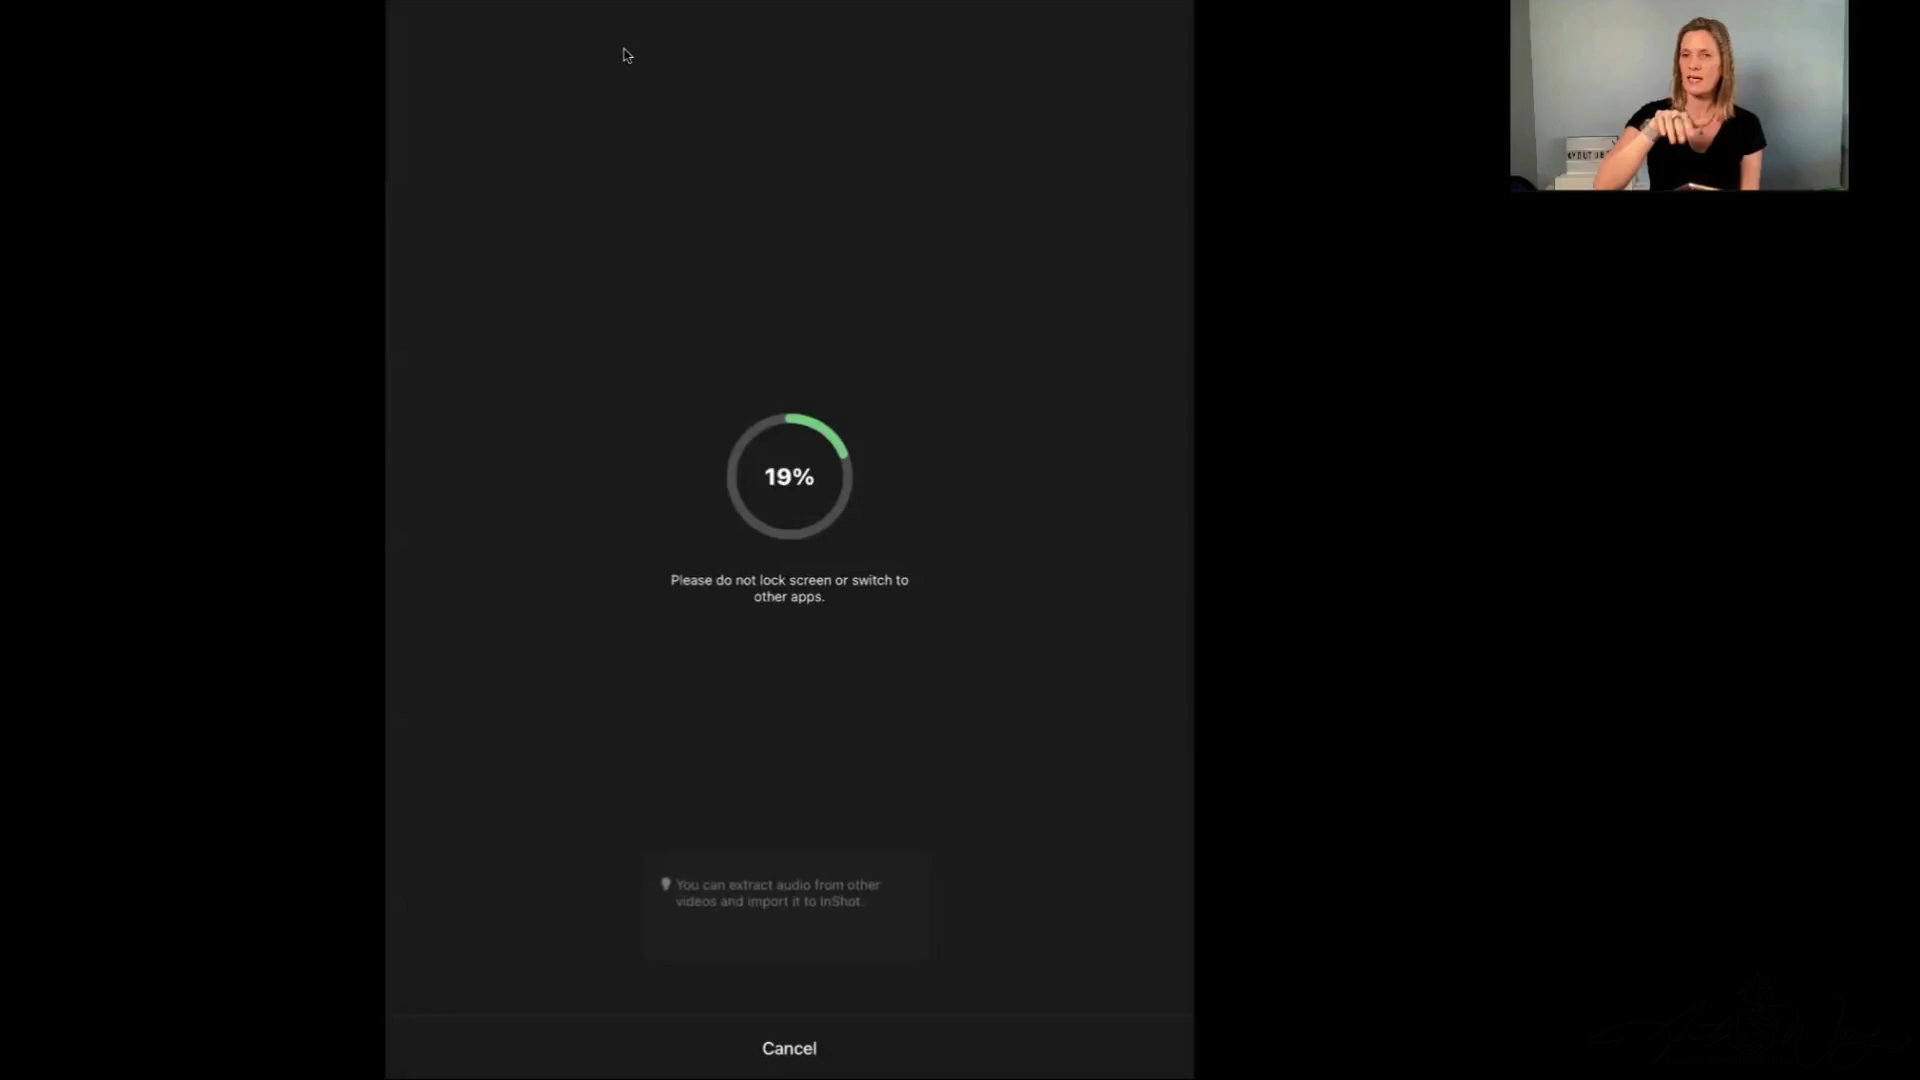 19%
Please do not lock screen or switch to
other apps.
You can extract audio from other
videos and import it to InShot.
Cancel